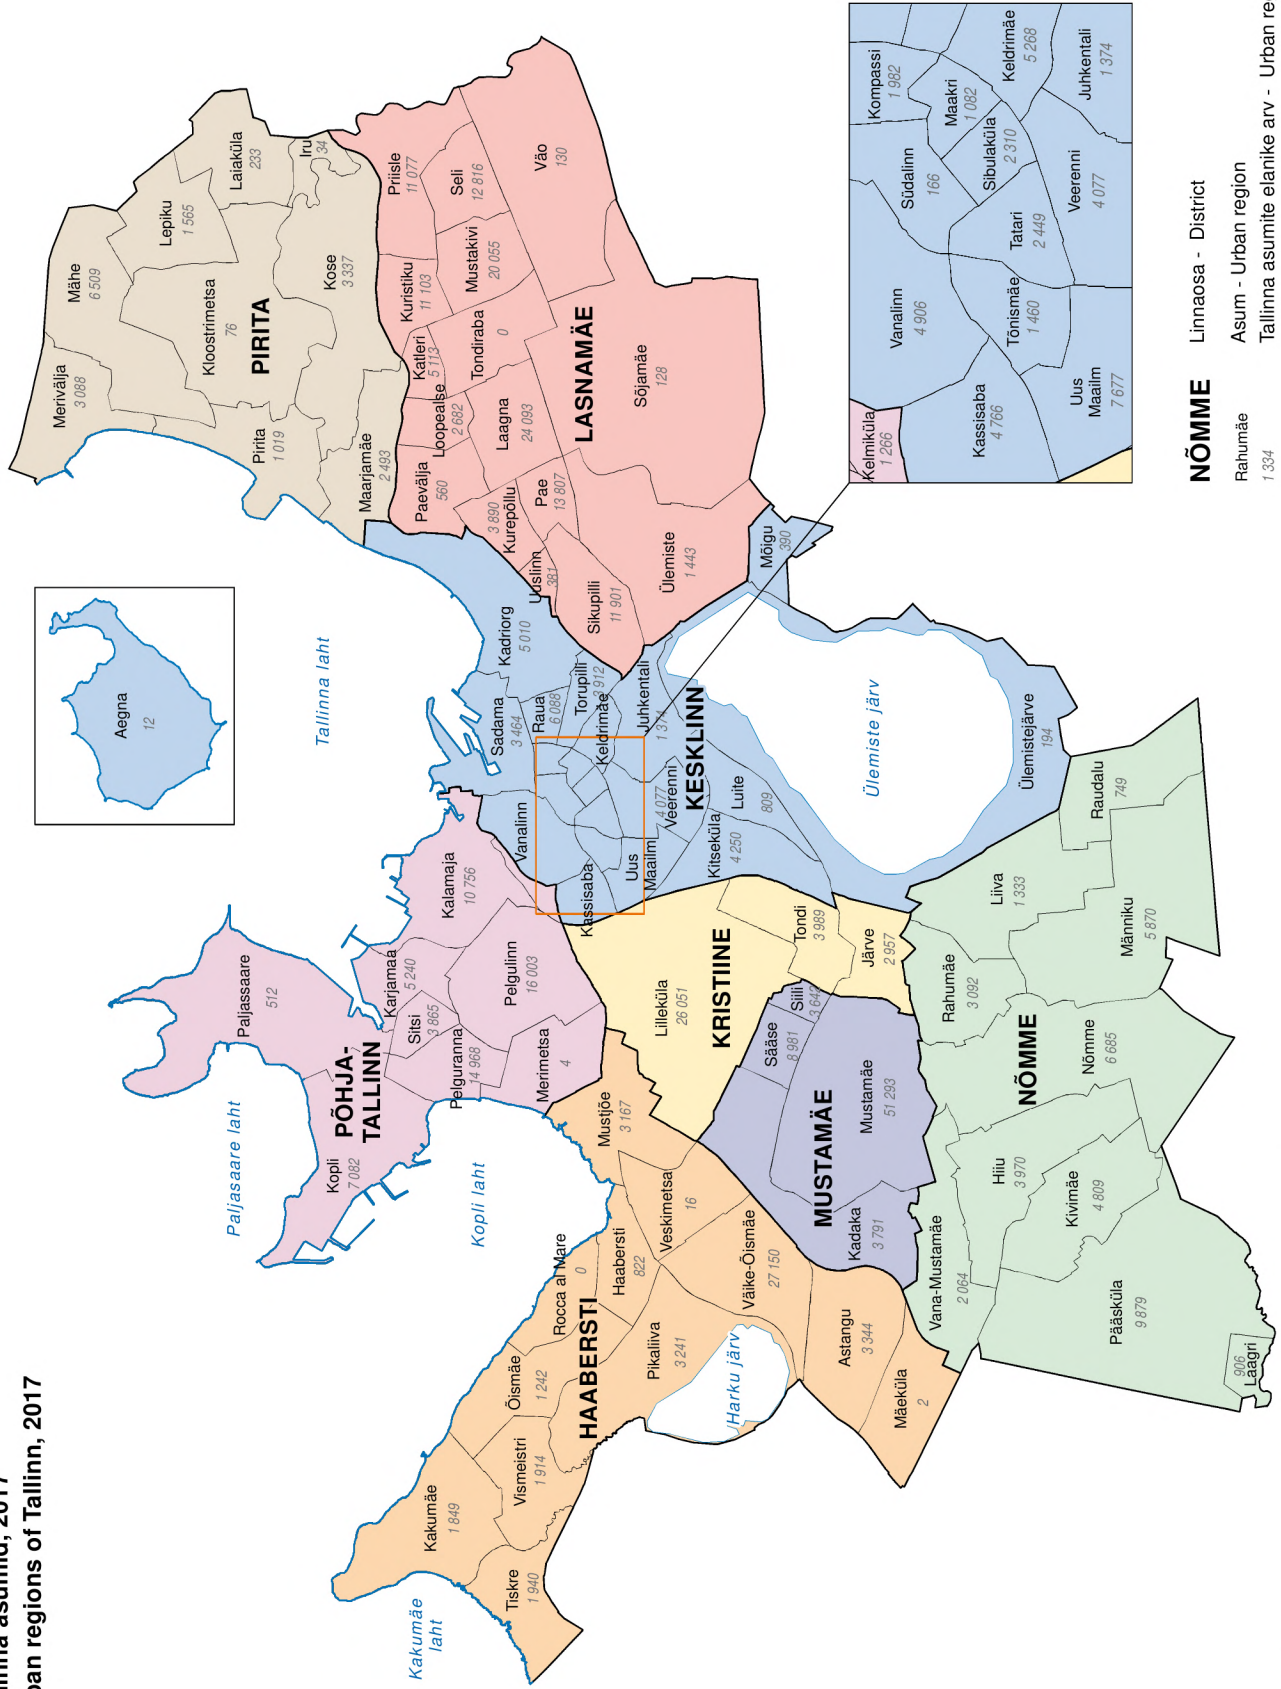 linna asumid, 2017
ban regions of Tallinn, 2017
Aegna
12
Tallinna laht
Paljasaare laht
Kopli laht
Kakumäe
laht
Harku järv
Ülemiste järv
PIRITA
Merivälja
3 088
Mähe
6 509
Lepiku
1 565
Laiaküla
233
Iru
34
Kloostrimetsa
76
Kose
3 337
Pirita
1 019
Maarjamäe
2 493
LASNAMÄE
Priisle
11 077
Seli
12 816
Väo
130
Kuristiku
11 103
Mustakivi
20 055
Katleri
5 113
Tondiraba
0
Loopealse
2 682
Laagna
24 093
Paevälja
560
Kurepõllu
3 890
Pae
13 807
Uuslinn
381
Sikupilli
11 901
Sõjamäe
128
Ülemiste
1 443
KESKLINN
Kadriorg
5 010
Sadama
3 464
Raua
6 088
Torupilli
3 912
Keldrimäe
Juhkentali
1 374
Vanalinn
Kassisaba
Uus
Maailm
Veerenni
4 077
Luite
809
Kitseküla
4 250
Mõigu
390
Ülemistejärve
194
PÕHJA-
TALLINN
Paljassaare
512
Kopli
7 082
Karjamaa
5 240
Sitsi
3 865
Kalamaja
10 756
Pelgulinn
16 003
Pelguranna
14 968
Merimetsa
4
KRISTIINE
Lilleküla
26 051
Tondi
3 989
Järve
2 957
MUSTAMÄE
Siili
3 642
Sääse
8 981
Mustamäe
51 293
Kadaka
3 791
HAABERSTI
Mustjõe
3 167
Veskimetsa
16
Haabersti
822
Rocca al Mare
0
Väike-Õismäe
27 150
Pikaliiva
3 241
Õismäe
1 242
Vismeistri
1 914
Kakumäe
1 849
Tiskre
1 940
Astangu
3 344
Mäeküla
2
NÕMME
Raudalu
749
Liiva
1 333
Männiku
5 870
Rahumäe
3 092
Nõmme
6 685
Hiiu
3 970
Kivimäe
4 809
Vana-Mustamäe
2 064
Pääsküla
9 879
Laagri
906
Kelmiküla
1 266
Vanalinn
4 906
Kassisaba
4 766
Südalinn
166
Kompassi
1 982
Maakri
1 082
Keldrimäe
5 268
Sibulaküla
2 310
Tatari
2 449
Tõnismäe
1 460
Uus
Maailm
7 677
Veerenni
4 077
Juhkentali
1 374
NÕMME Linnaosa - District
Rahumäe Asum - Urban region
1 334 Tallinna asumite elanike arv - Urban re